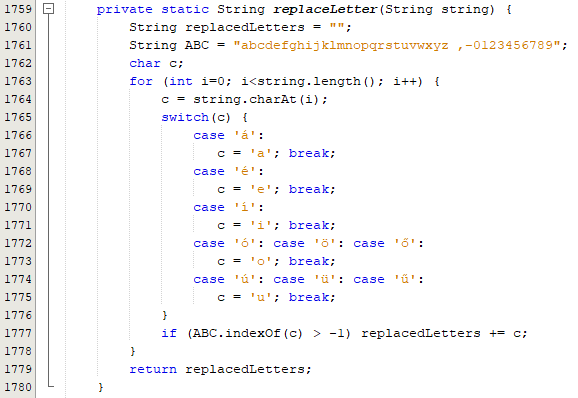 1759 private static String replaceLetter(String string) {
1760 String replacedLetters = "";
1761 String ABC = "abcdefghijklmnopqrstuvwxyz ,-0123456789";
1762 char c;
1763 for (int i=0; i<string.length(); i++) {
1764 c = string.charAt(i);
1765 switch(c) {
1766 case 'á':
1767 c = 'a'; break;
1768 case 'é':
1769 c = 'e'; break;
1770 case 'í':
1771 c = 'i'; break;
1772 case 'ó': case 'ö': case 'ő':
1773 c = 'o'; break;
1774 case 'ú': case 'ü': case 'ű':
1775 c = 'u'; break;
1776 }
1777 if (ABC.indexOf(c) > -1) replacedLetters += c;
1778 }
1779 return replacedLetters;
1780 }